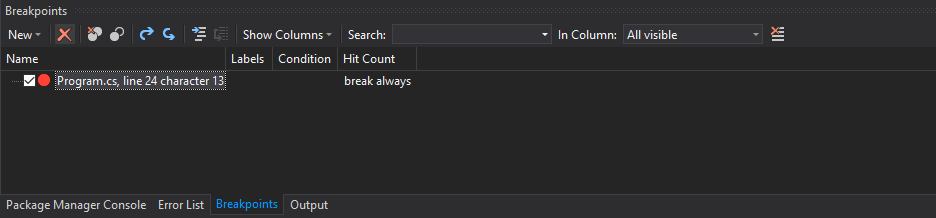 Breakpoints
New Show Columns Search: In Column: All visible
Name Labels Condition Hit Count
Program.cs, line 24 character 13 break always
Package Manager Console Error List Breakpoints Output